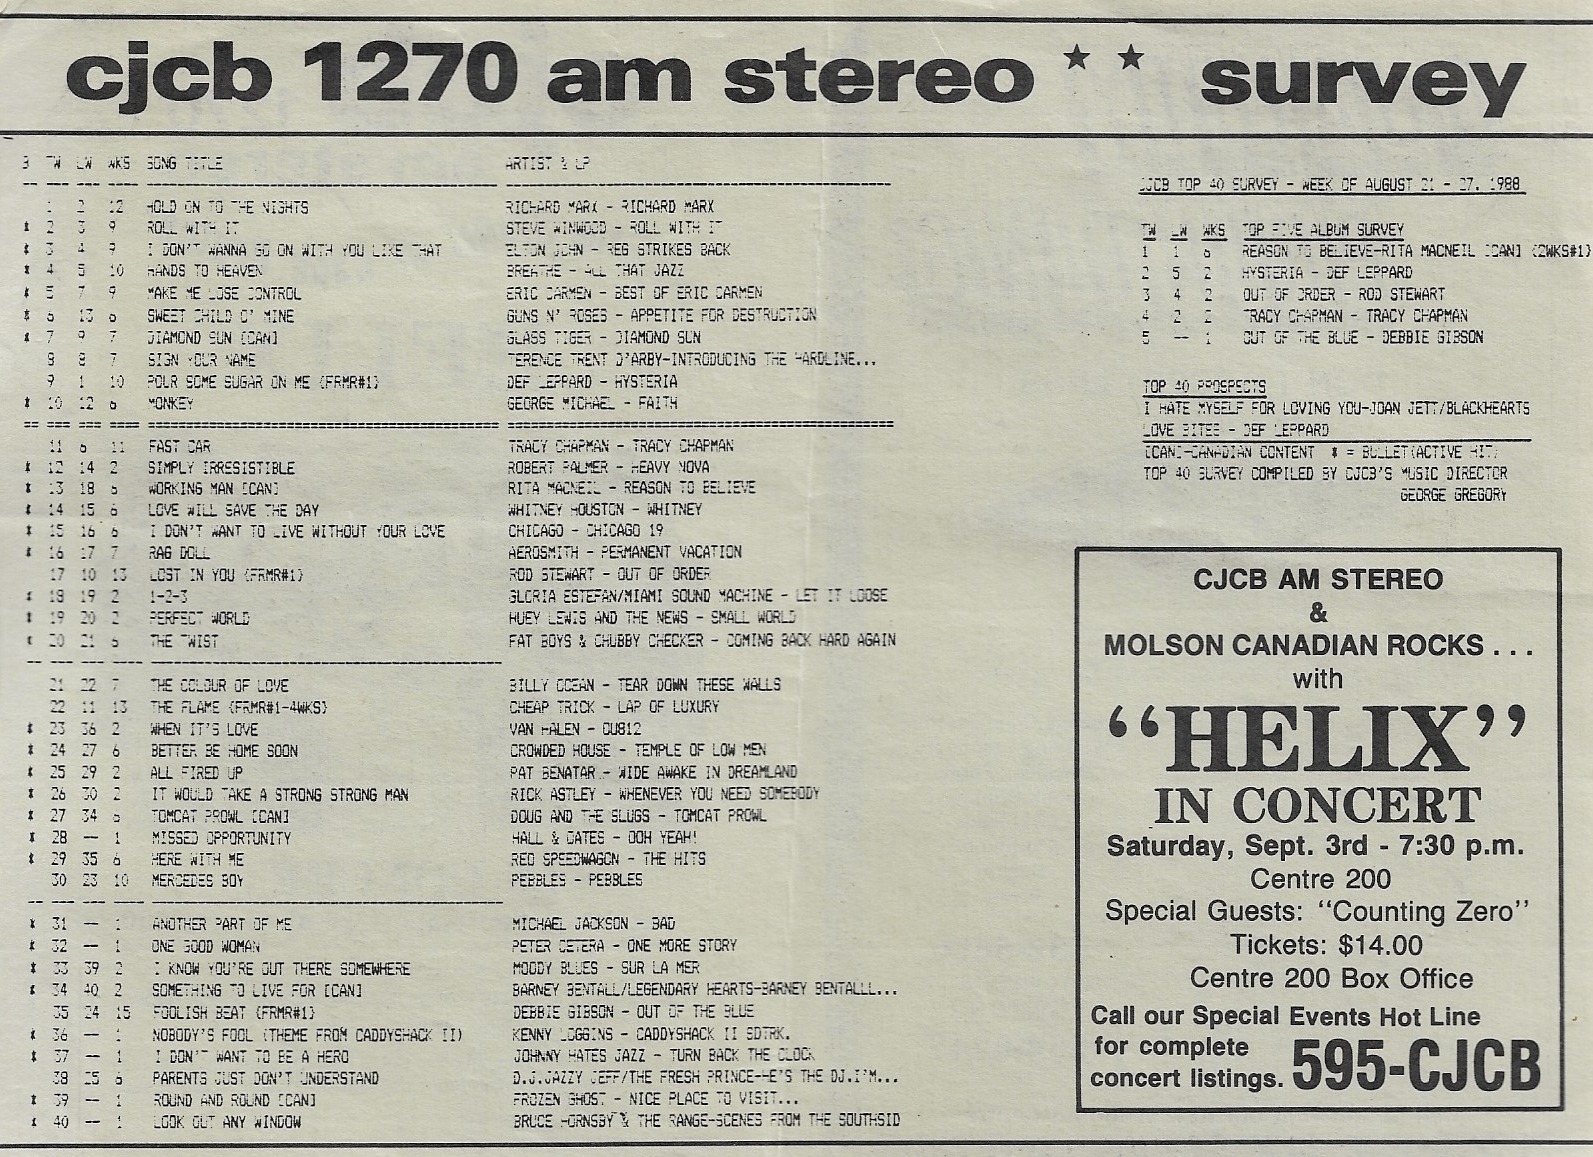 cjcb 1270 am stereo ★ ★ survey
B TW LW WKS SONG TITLE ARTIST & LP
1 2 12 HOLD ON TO THE NIGHTS RICHARD MARX - RICHARD MARX
* 2 3 9 ROLL WITH IT STEVE WINWOOD - ROLL WITH IT
* 3 4 9 I DON'T WANNA GO ON WITH YOU LIKE THAT ELTON JOHN - REG STRIKES BACK
* 4 5 10 HANDS TO HEAVEN BREATHE - ALL THAT JAZZ
* 5 7 9 MAKE ME LOSE CONTROL ERIC CARMEN - BEST OF ERIC CARMEN
* 6 13 6 SWEET CHILD O' MINE GUNS N' ROSES - APPETITE FOR DESTRUCTION
* 7 9 7 DIAMOND SUN [CAN] GLASS TIGER - DIAMOND SUN
8 8 7 SIGN YOUR NAME TERENCE TRENT D'ARBY-INTRODUCING THE HARDLINE...
9 1 10 POUR SOME SUGAR ON ME {FRMR#1} DEF LEPPARD - HYSTERIA
* 10 12 6 MONKEY GEORGE MICHAEL - FAITH
11 6 11 FAST CAR TRACY CHAPMAN - TRACY CHAPMAN
* 12 14 2 SIMPLY IRRESISTIBLE ROBERT PALMER - HEAVY NOVA
* 13 18 6 WORKING MAN [CAN] RITA MACNEIL - REASON TO BELIEVE
* 14 15 6 LOVE WILL SAVE THE DAY WHITNEY HOUSTON - WHITNEY
* 15 16 6 I DON'T WANT TO LIVE WITHOUT YOUR LOVE CHICAGO - CHICAGO 19
* 16 17 7 RAG DOLL AEROSMITH - PERMANENT VACATION
17 10 13 LOST IN YOU {FRMR#1} ROD STEWART - OUT OF ORDER
* 18 19 2 1-2-3 GLORIA ESTEFAN/MIAMI SOUND MACHINE - LET IT LOOSE
* 19 20 2 PERFECT WORLD HUEY LEWIS AND THE NEWS - SMALL WORLD
* 20 21 6 THE TWIST FAT BOYS & CHUBBY CHECKER - COMING BACK HARD AGAIN
21 22 7 THE COLOUR OF LOVE BILLY OCEAN - TEAR DOWN THESE WALLS
22 11 13 THE FLAME {FRMR#1-4WKS} CHEAP TRICK - LAP OF LUXURY
* 23 36 2 WHEN IT'S LOVE VAN HALEN - OU812
* 24 27 6 BETTER BE HOME SOON CROWDED HOUSE - TEMPLE OF LOW MEN
* 25 29 2 ALL FIRED UP PAT BENATAR - WIDE AWAKE IN DREAMLAND
* 26 30 2 IT WOULD TAKE A STRONG STRONG MAN RICK ASTLEY - WHENEVER YOU NEED SOMEBODY
* 27 34 6 TOMCAT PROWL [CAN] DOUG AND THE SLUGS - TOMCAT PROWL
* 28 -- 1 MISSED OPPORTUNITY HALL & OATES - OOH YEAH!
* 29 35 6 HERE WITH ME REO SPEEDWAGON - THE HITS
30 23 10 MERCEDES BOY PEBBLES - PEBBLES
* 31 -- 1 ANOTHER PART OF ME MICHAEL JACKSON - BAD
* 32 -- 1 ONE GOOD WOMAN PETER CETERA - ONE MORE STORY
* 33 39 2 I KNOW YOU'RE OUT THERE SOMEWHERE MOODY BLUES - SUR LA MER
* 34 40 2 SOMETHING TO LIVE FOR [CAN] BARNEY BENTALL/LEGENDARY HEARTS-BARNEY BENTALLL...
35 24 15 FOOLISH BEAT {FRMR#1} DEBBIE GIBSON - OUT OF THE BLUE
* 36 -- 1 NOBODY'S FOOL (THEME FROM CADDYSHACK II) KENNY LOGGINS - CADDYSHACK II SDTRK.
* 37 -- 1 I DON'T WANT TO BE A HERO JOHNNY HATES JAZZ - TURN BACK THE CLOCK
38 25 6 PARENTS JUST DON'T UNDERSTAND D.J.JAZZY JEFF/THE FRESH PRINCE-HE'S THE DJ.I'M...
* 39 -- 1 ROUND AND ROUND [CAN] FROZEN GHOST - NICE PLACE TO VISIT...
* 40 -- 1 LOOK OUT ANY WINDOW BRUCE HORNSBY & THE RANGE-SCENES FROM THE SOUTHSID
CJCB TOP 40 SURVEY - WEEK OF AUGUST 21 - 27, 1988
TW LW WKS TOP FIVE ALBUM SURVEY
1 1 6 REASON TO BELIEVE-RITA MACNEIL [CAN] {2WKS#1}
2 5 2 HYSTERIA - DEF LEPPARD
3 4 2 OUT OF ORDER - ROD STEWART
4 2 2 TRACY CHAPMAN - TRACY CHAPMAN
5 -- 1 OUT OF THE BLUE - DEBBIE GIBSON
TOP 40 PROSPECTS
I HATE MYSELF FOR LOVING YOU-JOAN JETT/BLACKHEARTS
LOVE BITES - DEF LEPPARD
[CAN]-CANADIAN CONTENT * = BULLET(ACTIVE HIT)
TOP 40 SURVEY COMPILED BY CJCB'S MUSIC DIRECTOR
GEORGE GREGORY
CJCB AM STEREO
&
MOLSON CANADIAN ROCKS . . .
with
“HELIX”
IN CONCERT
Saturday, Sept. 3rd - 7:30 p.m.
Centre 200
Special Guests: “Counting Zero”
Tickets: $14.00
Centre 200 Box Office
Call our Special Events Hot Line
for complete
concert listings. 595-CJCB